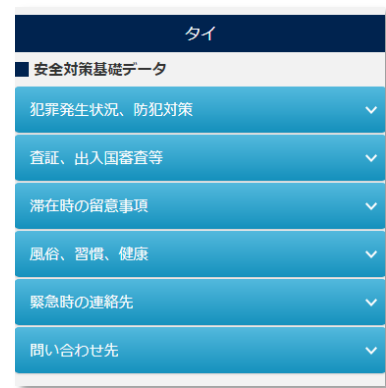 タイ
安全対策基礎データ
犯罪発生状況、防犯対策
査証、出入国審査等
滞在時の留意事項
風俗、習慣、健康
緊急時の連絡先
問い合わせ先